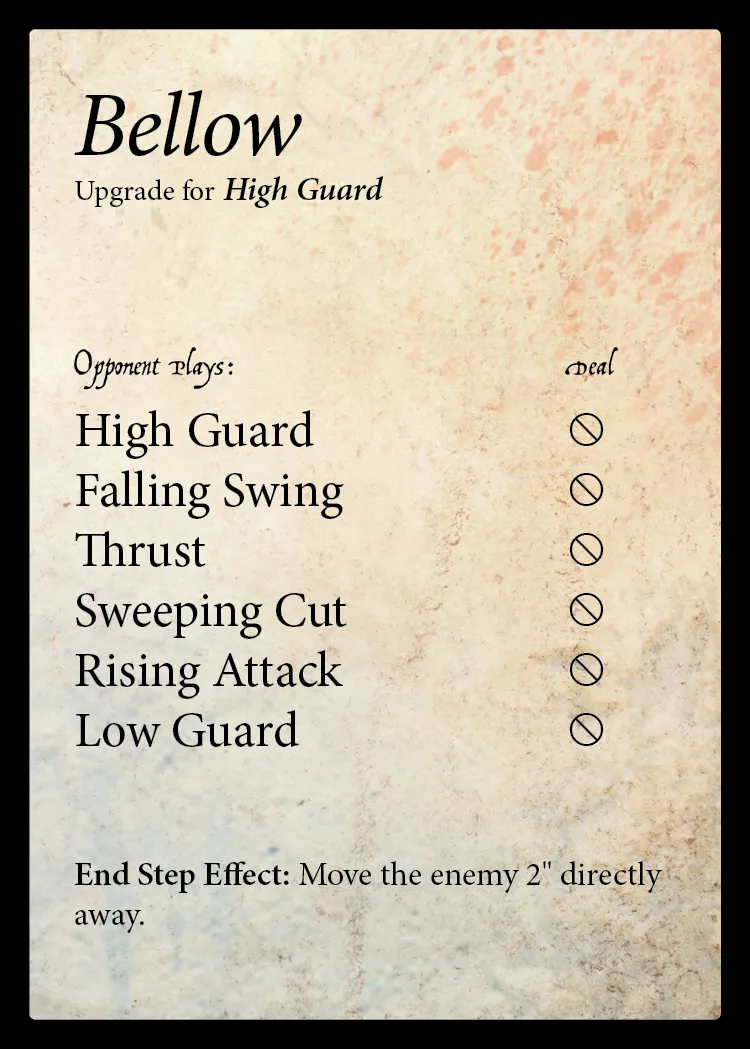 Bellow
Upgrade for High Guard
Opponent plays: Deal
High Guard
Falling Swing
Thrust
Sweeping Cut
Rising Attack
Low Guard
End Step Effect: Move the enemy 2" directly
away.